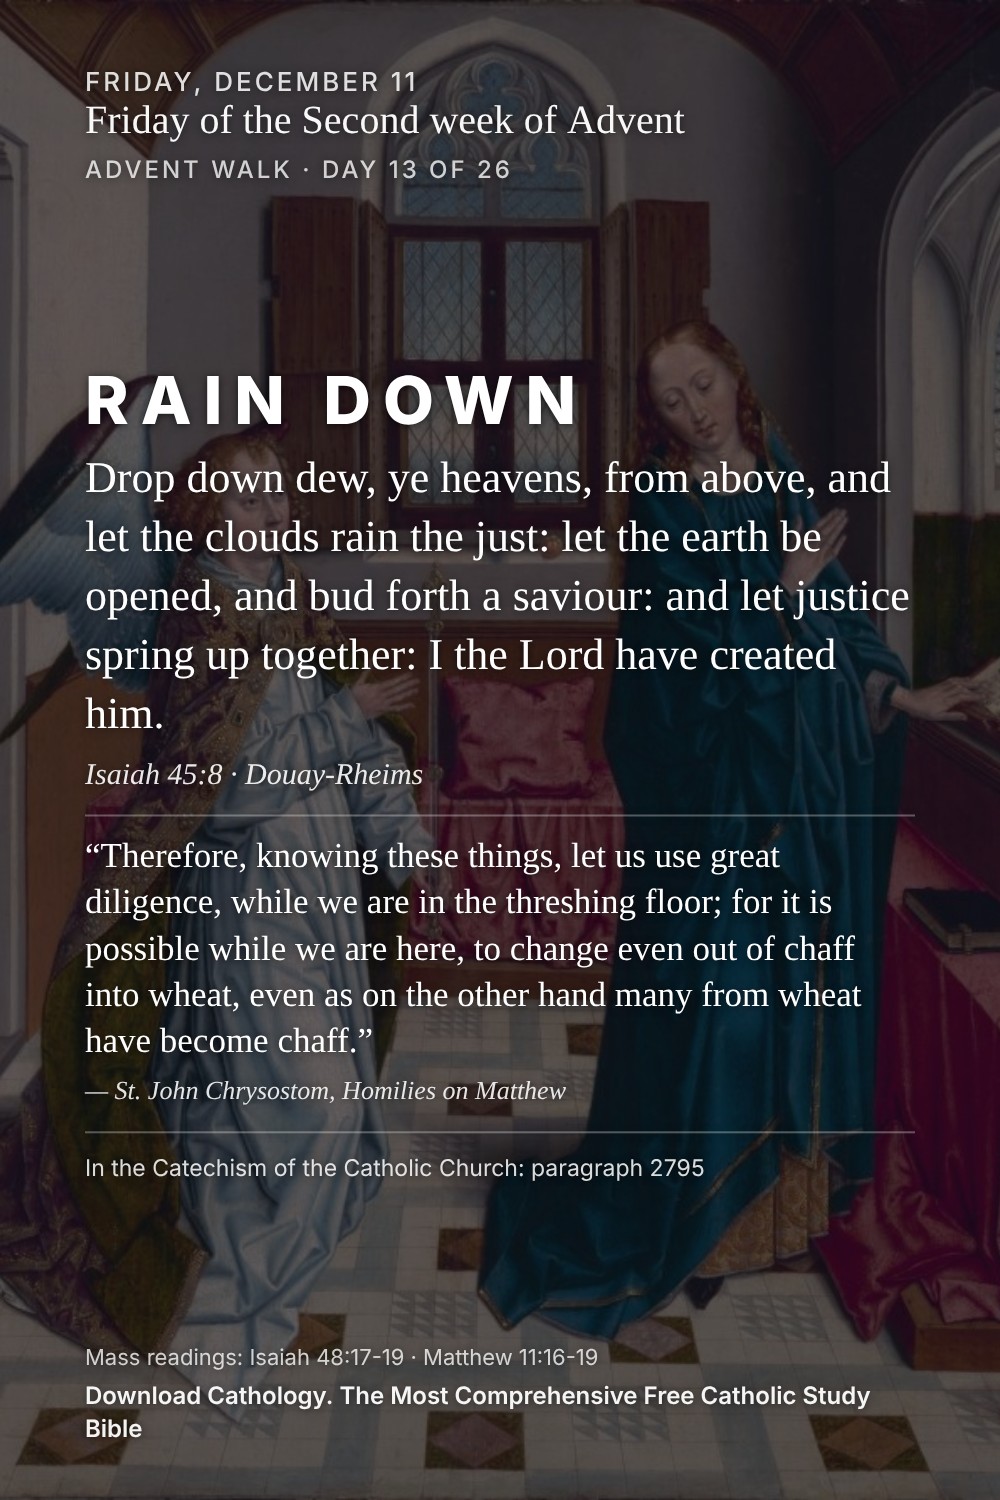 FRIDAY, DECEMBER 11
Friday of the Second week of Advent
ADVENT WALK · DAY 13 OF 26
RAIN DOWN
Drop down dew, ye heavens, from above, and
let the clouds rain the just: let the earth be
opened, and bud forth a saviour: and let justice
spring up together: I the Lord have created
him.
Isaiah 45:8 · Douay-Rheims
“Therefore, knowing these things, let us use great
diligence, while we are in the threshing floor; for it is
possible while we are here, to change even out of chaff
into wheat, even as on the other hand many from wheat
have become chaff.”
— St. John Chrysostom, Homilies on Matthew
In the Catechism of the Catholic Church: paragraph 2795
Mass readings: Isaiah 48:17-19 · Matthew 11:16-19
Download Cathology. The Most Comprehensive Free Catholic Study
Bible